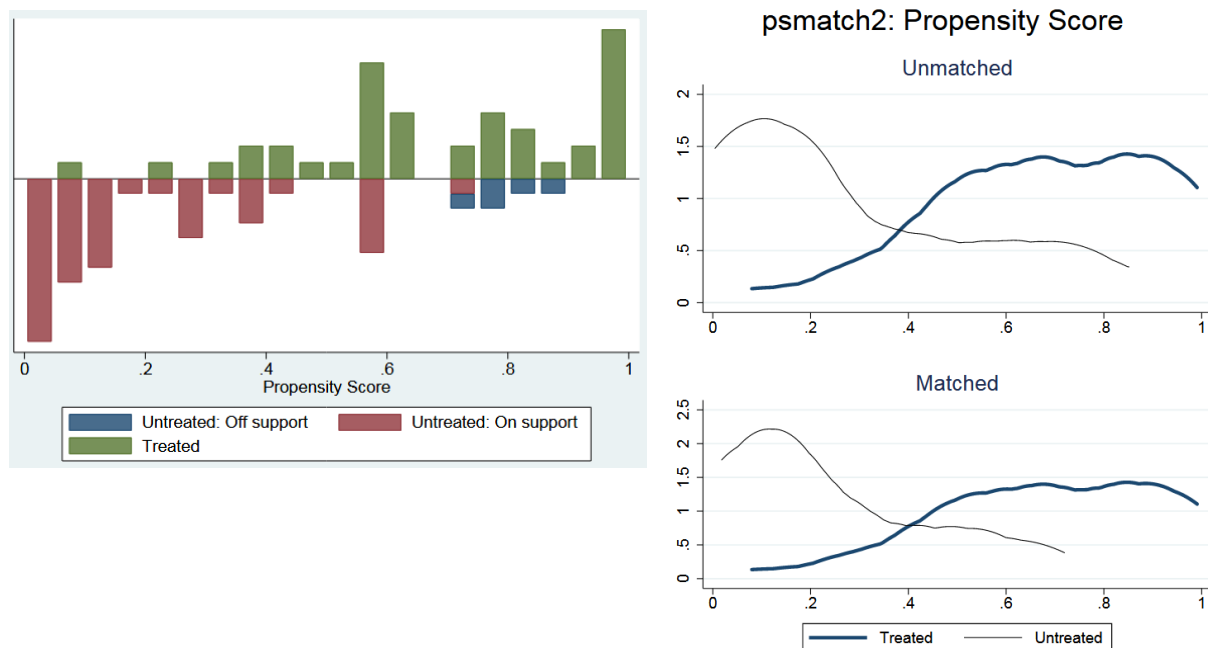 0 .2 .4 .6 .8 1
Propensity Score
Untreated: Off support Untreated: On support
Treated
psmatch2: Propensity Score
Unmatched
2
1.5
1
.5
0
0 .2 .4 .6 .8 1
Matched
2.5
2
1.5
1
.5
0
0 .2 .4 .6 .8 1
Treated Untreated